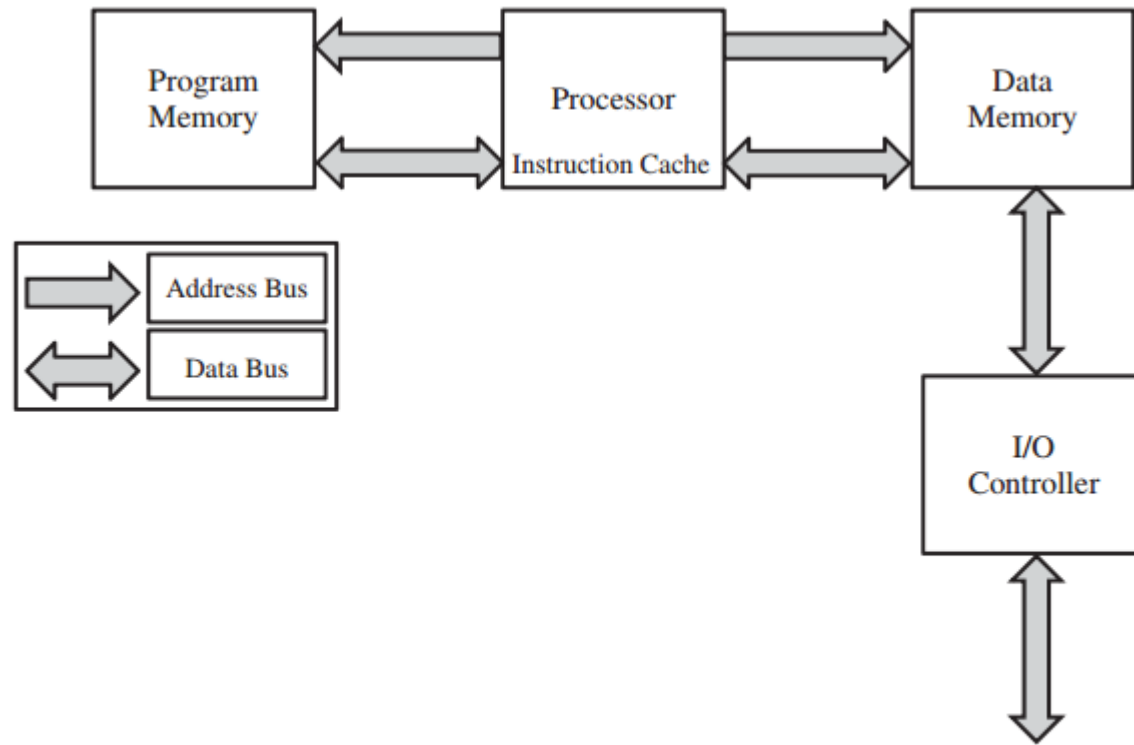 Program
Memory
Processor
Instruction Cache
Data
Memory
Address Bus
Data Bus
I/O
Controller